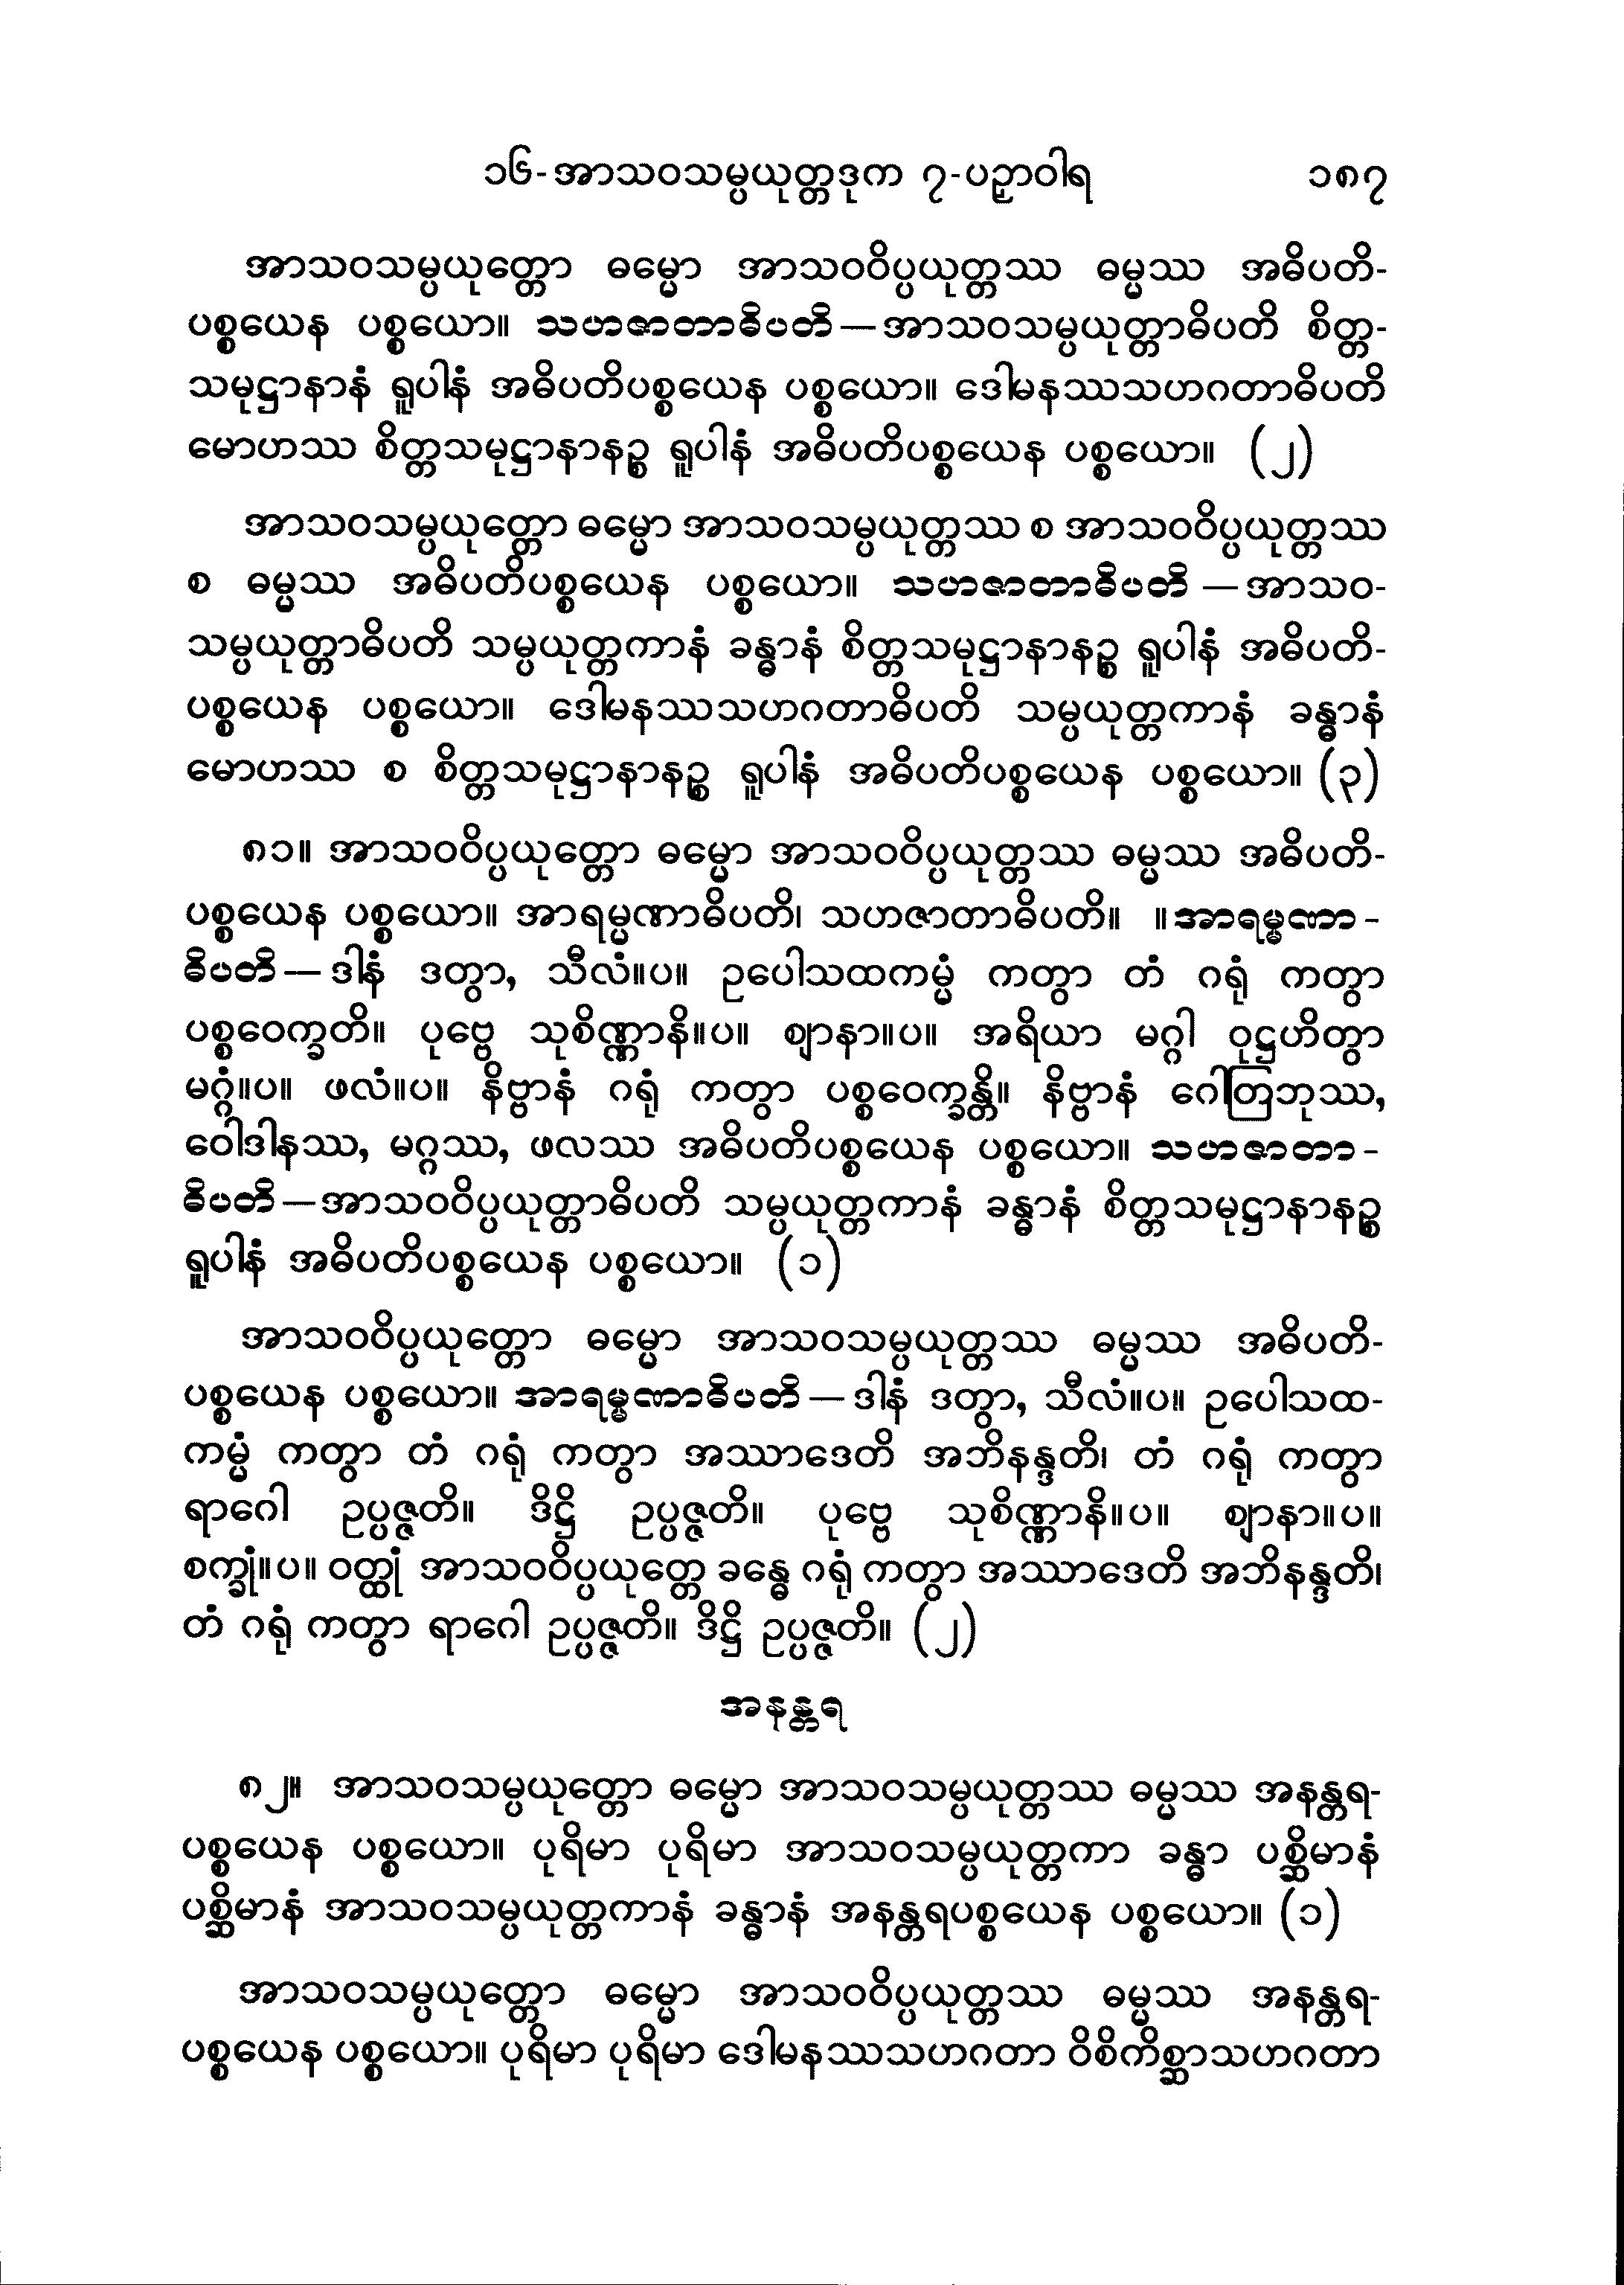 ၁၆-အာသဝသမ္ပယုတ္တဒုက ၇-ပဉှာဝါရ ၁၈၇
အာသဝသမ္ပယုတ္တော ဓမ္မော အာသဝဝိပ္ပယုတ္တဿ ဓမ္မဿ အဓိပတိ-
ပစ္စယေန ပစ္စယော။ သဟဇာတာဓိပတိ — အာသဝသမ္ပယုတ္တာဓိပတိ စိတ္တ-
သမုဋ္ဌာနာနံ ရူပါနံ အဓိပတိပစ္စယေန ပစ္စယော။ ဒေါမနဿသဟဂတာဓိပတိ
မောဟဿ စိတ္တသမုဋ္ဌာနာနဉ္စ ရူပါနံ အဓိပတိပစ္စယေန ပစ္စယော။ (၂)
အာသဝသမ္ပယုတ္တော ဓမ္မော အာသဝသမ္ပယုတ္တဿ စ အာသဝဝိပ္ပယုတ္တဿ
စ ဓမ္မဿ အဓိပတိပစ္စယေန ပစ္စယော။ သဟဇာတာဓိပတိ — အာသဝ-
သမ္ပယုတ္တာဓိပတိ သမ္ပယုတ္တကာနံ ခန္ဓာနံ စိတ္တသမုဋ္ဌာနာနဉ္စ ရူပါနံ အဓိပတိ-
ပစ္စယေန ပစ္စယော။ ဒေါမနဿသဟဂတာဓိပတိ သမ္ပယုတ္တကာနံ ခန္ဓာနံ
မောဟဿ စ စိတ္တသမုဋ္ဌာနာနဉ္စ ရူပါနံ အဓိပတိပစ္စယေန ပစ္စယော။ (၃)
၈၁။ အာသဝဝိပ္ပယုတ္တော ဓမ္မော အာသဝဝိပ္ပယုတ္တဿ ဓမ္မဿ အဓိပတိ-
ပစ္စယေန ပစ္စယော။ အာရမ္မဏာဓိပတိ၊ သဟဇာတာဓိပတိ။ ။အာရမ္မဏာ-
ဓိပတိ — ဒါနံ ဒတွာ, သီလံ။ပ။ ဥပေါသထကမ္မံ ကတွာ တံ ဂရုံ ကတွာ
ပစ္စဝေက္ခတိ။ ပုဗ္ဗေ သုစိဏ္ဏာနိ။ပ။ ဈာနာ။ပ။ အရိယာ မဂ္ဂါ ဝုဋ္ဌဟိတွာ
မဂ္ဂံ။ပ။ ဖလံ။ပ။ နိဗ္ဗာနံ ဂရုံ ကတွာ ပစ္စဝေက္ခန္တိ။ နိဗ္ဗာနံ ဂေါတြဘုဿ,
ဝေါဒါနဿ, မဂ္ဂဿ, ဖလဿ အဓိပတိပစ္စယေန ပစ္စယော။ သဟဇာတာ-
ဓိပတိ — အာသဝဝိပ္ပယုတ္တာဓိပတိ သမ္ပယုတ္တကာနံ ခန္ဓာနံ စိတ္တသမုဋ္ဌာနာနဉ္စ
ရူပါနံ အဓိပတိပစ္စယေန ပစ္စယော။ (၁)
အာသဝဝိပ္ပယုတ္တော ဓမ္မော အာသဝသမ္ပယုတ္တဿ ဓမ္မဿ အဓိပတိ-
ပစ္စယေန ပစ္စယော။ အာရမ္မဏာဓိပတိ — ဒါနံ ဒတွာ, သီလံ။ပ။ ဥပေါသထ-
ကမ္မံ ကတွာ တံ ဂရုံ ကတွာ အဿာဒေတိ အဘိနန္ဒတိ၊ တံ ဂရုံ ကတွာ
ရာဂေါ ဥပ္ပဇ္ဇတိ။ ဒိဋ္ဌိ ဥပ္ပဇ္ဇတိ။ ပုဗ္ဗေ သုစိဏ္ဏာနိ။ပ။ ဈာနာ။ပ။
စက္ခုံ။ပ။ ဝတ္ထုံ အာသဝဝိပ္ပယုတ္တေ ခန္ဓေ ဂရုံ ကတွာ အဿာဒေတိ အဘိနန္ဒတိ၊
တံ ဂရုံ ကတွာ ရာဂေါ ဥပ္ပဇ္ဇတိ။ ဒိဋ္ဌိ ဥပ္ပဇ္ဇတိ။ (၂)
အနန္တရ
၈၂။ အာသဝသမ္ပယုတ္တော ဓမ္မော အာသဝသမ္ပယုတ္တဿ ဓမ္မဿ အနန္တရ-
ပစ္စယေန ပစ္စယော။ ပုရိမာ ပုရိမာ အာသဝသမ္ပယုတ္တကာ ခန္ဓာ ပစ္ဆိမာနံ
ပစ္ဆိမာနံ အာသဝသမ္ပယုတ္တကာနံ ခန္ဓာနံ အနန္တရပစ္စယေန ပစ္စယော။ (၁)
အာသဝသမ္ပယုတ္တော ဓမ္မော အာသဝဝိပ္ပယုတ္တဿ ဓမ္မဿ အနန္တရ-
ပစ္စယေန ပစ္စယော။ ပုရိမာ ပုရိမာ ဒေါမနဿသဟဂတာ ဝိစိကိစ္ဆာသဟဂတာ